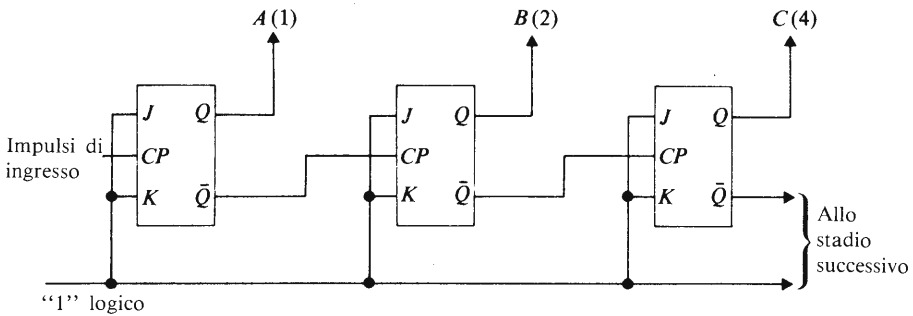 A (1)
B (2)
C (4)
J Q
CP
K Q̄
J Q
CP
K Q̄
J Q
CP
K Q̄
Impulsi di
ingresso
Allo
stadio
successivo
"1" logico